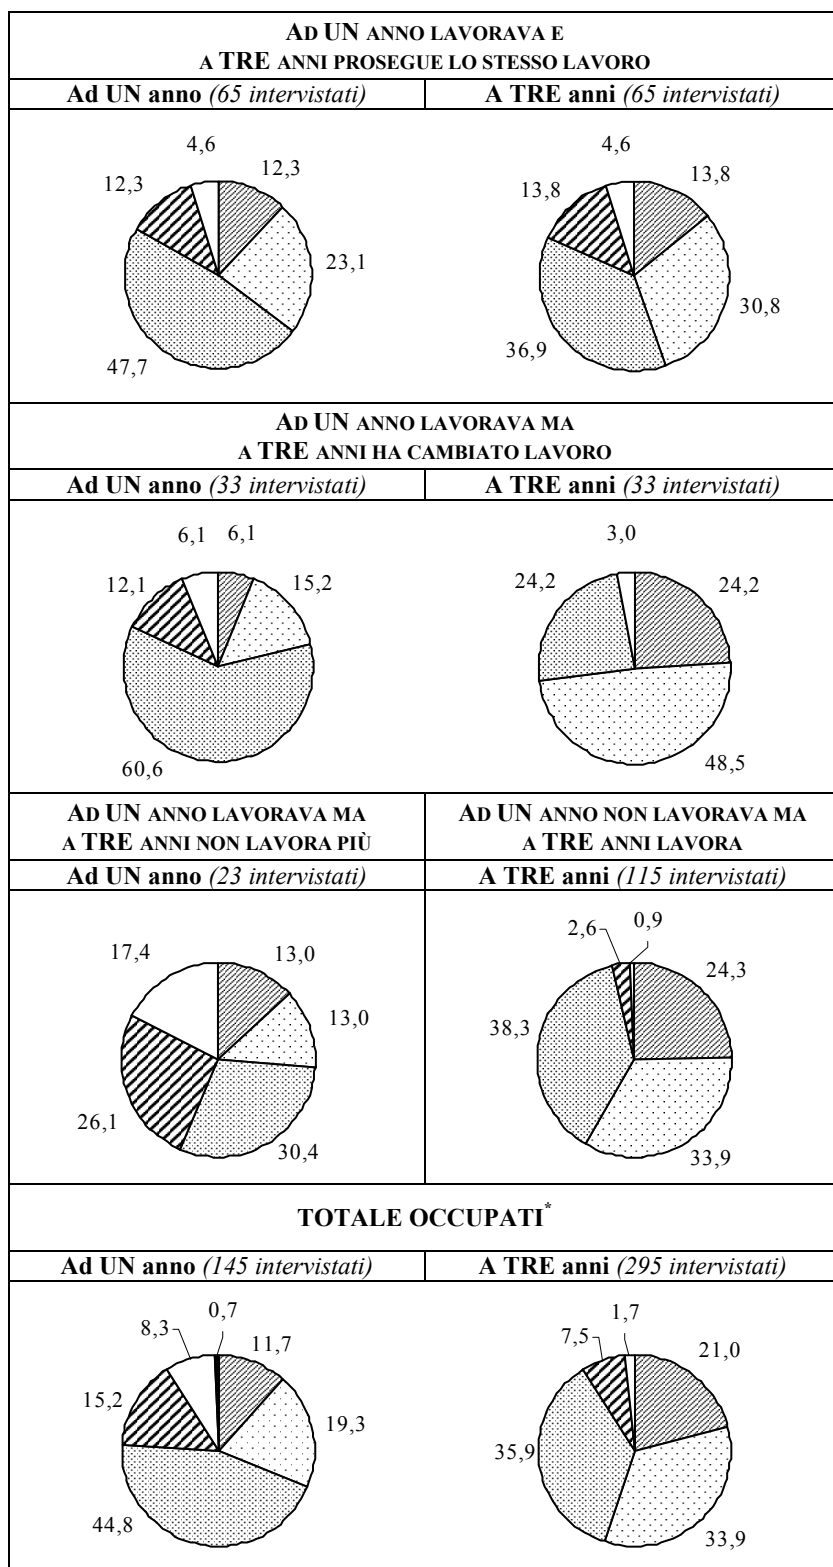 AD UN ANNO LAVORAVA E
A TRE ANNI PROSEGUE LO STESSO LAVORO
Ad UN anno (65 intervistati)
A TRE anni (65 intervistati)
4,6
12,3
12,3
23,1
47,7
4,6
13,8
13,8
30,8
36,9
AD UN ANNO LAVORAVA MA
A TRE ANNI HA CAMBIATO LAVORO
Ad UN anno (33 intervistati)
A TRE anni (33 intervistati)
6,1
6,1
12,1
15,2
60,6
3,0
24,2
24,2
48,5
AD UN ANNO LAVORAVA MA
A TRE ANNI NON LAVORA PIÙ
Ad UN anno (23 intervistati)
AD UN ANNO NON LAVORAVA MA
A TRE ANNI LAVORA
A TRE anni (115 intervistati)
17,4
13,0
13,0
26,1
30,4
0,9
2,6
24,3
38,3
33,9
TOTALE OCCUPATI*
Ad UN anno (145 intervistati)
A TRE anni (295 intervistati)
0,7
8,3
11,7
15,2
19,3
44,8
1,7
7,5
21,0
35,9
33,9